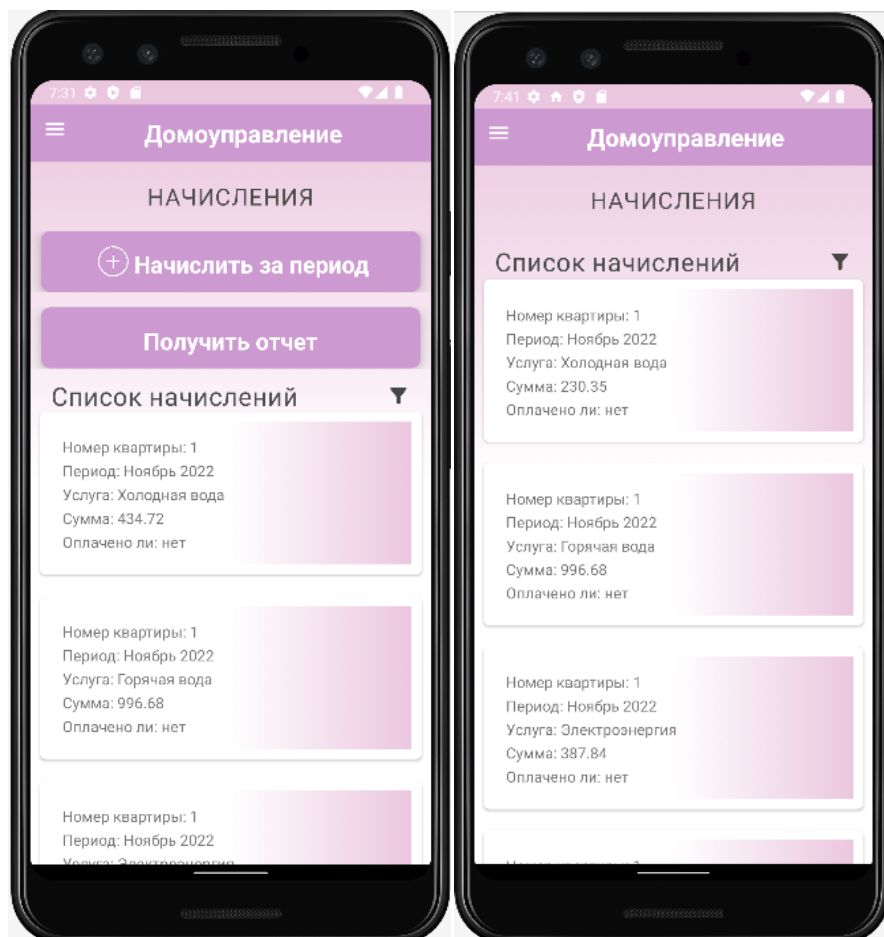 7:31
Домоуправление
НАЧИСЛЕНИЯ
Начислить за период
Получить отчет
Список начислений
Номер квартиры: 1
Период: Ноябрь 2022
Услуга: Холодная вода
Сумма: 434.72
Оплачено ли: нет
Номер квартиры: 1
Период: Ноябрь 2022
Услуга: Горячая вода
Сумма: 996.68
Оплачено ли: нет
Номер квартиры: 1
Период: Ноябрь 2022
Услуга: Электроэнергия
7:41
Домоуправление
НАЧИСЛЕНИЯ
Список начислений
Номер квартиры: 1
Период: Ноябрь 2022
Услуга: Холодная вода
Сумма: 230.35
Оплачено ли: нет
Номер квартиры: 1
Период: Ноябрь 2022
Услуга: Горячая вода
Сумма: 996.68
Оплачено ли: нет
Номер квартиры: 1
Период: Ноябрь 2022
Услуга: Электроэнергия
Сумма: 387.84
Оплачено ли: нет